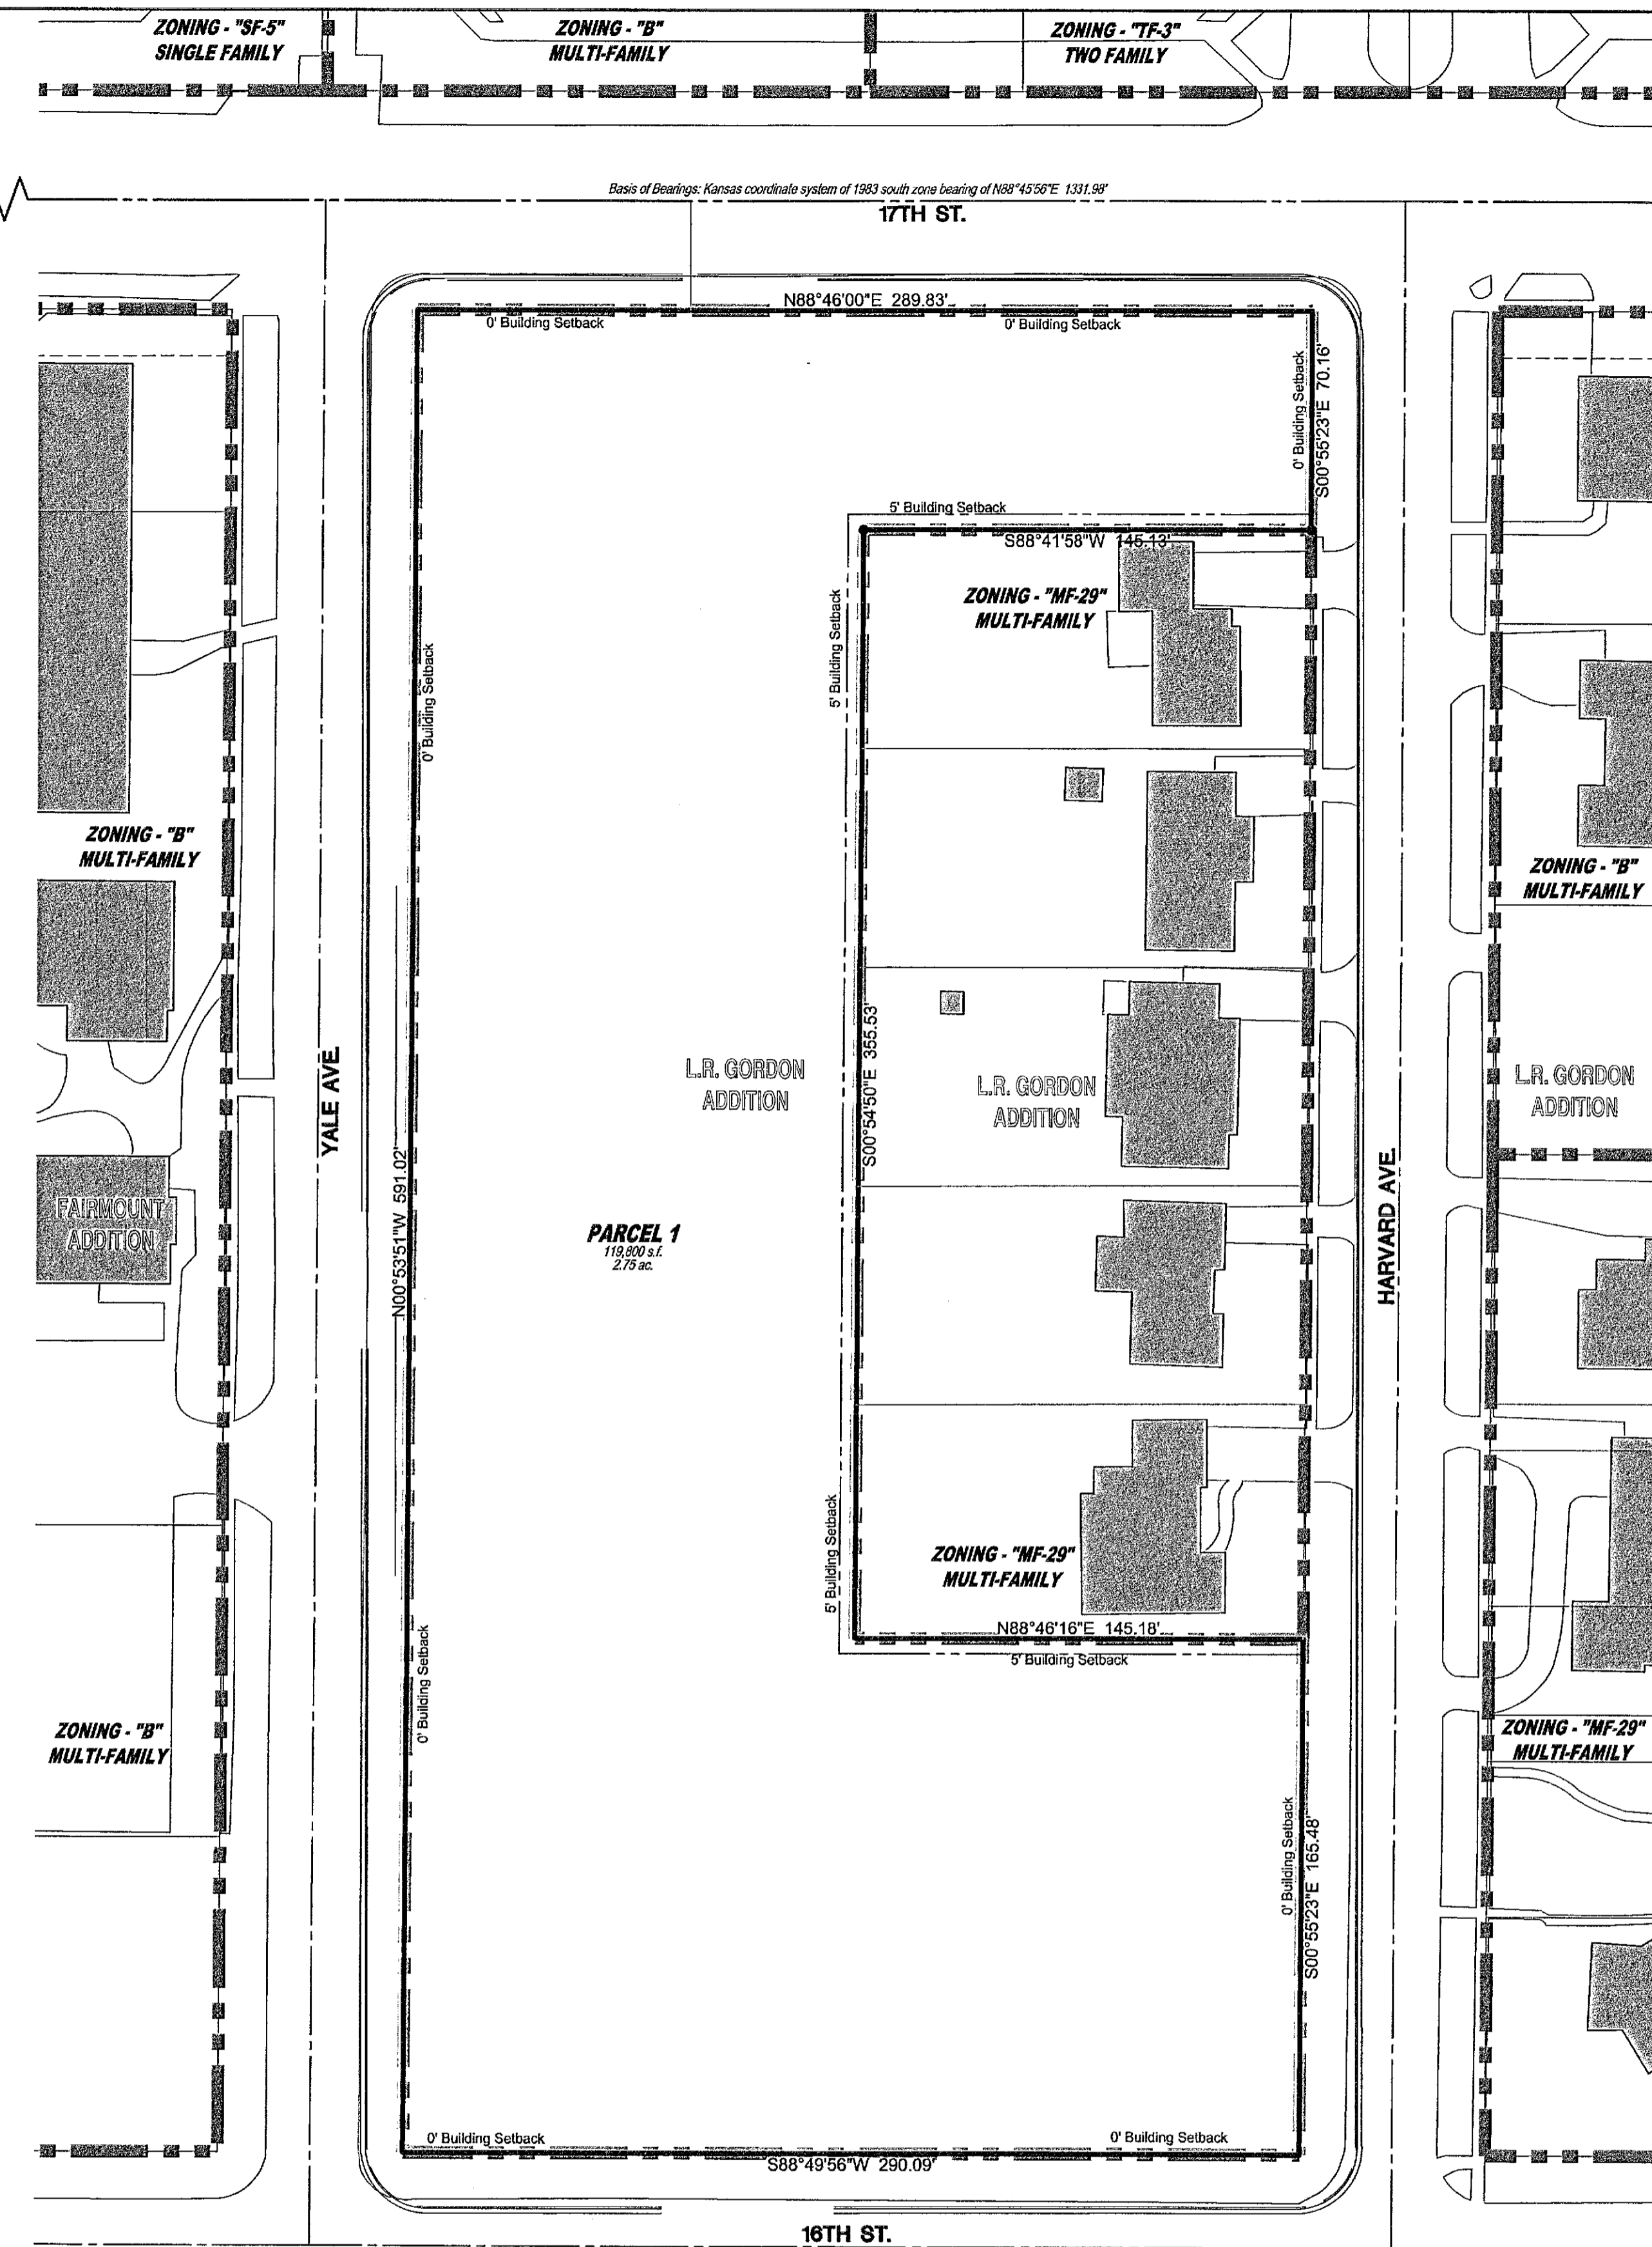 ZONING - "SF-5"
SINGLE FAMILY
ZONING - "B"
MULTI-FAMILY
ZONING - "TF-3"
TWO FAMILY
Basis of Bearings: Kansas coordinate system of 1983 south zone bearing of N88°45'56"E 1331.98'
17TH ST.
N88°46'00"E 289.83'
0' Building Setback
0' Building Setback
0' Building Setback
S00°55'23"E 70.16'
5' Building Setback
S88°41'58"W 145.13'
ZONING - "MF-29"
MULTI-FAMILY
5' Building Setback
0' Building Setback
ZONING - "B"
MULTI-FAMILY
ZONING - "B"
MULTI-FAMILY
YALE AVE.
L.R. GORDON
ADDITION
S00°54'50"E 355.53'
L.R. GORDON
ADDITION
L.R. GORDON
ADDITION
FAIRMOUNT
ADDITION
N00°53'51"W 591.02'
PARCEL 1
119,800 s.f.
2.75 ac.
HARVARD AVE.
5' Building Setback
ZONING - "MF-29"
MULTI-FAMILY
N88°46'16"E 145.18'
5' Building Setback
0' Building Setback
ZONING - "B"
MULTI-FAMILY
ZONING - "MF-29"
MULTI-FAMILY
0' Building Setback
S00°55'23"E 165.48'
0' Building Setback
0' Building Setback
S88°49'56"W 290.09'
16TH ST.